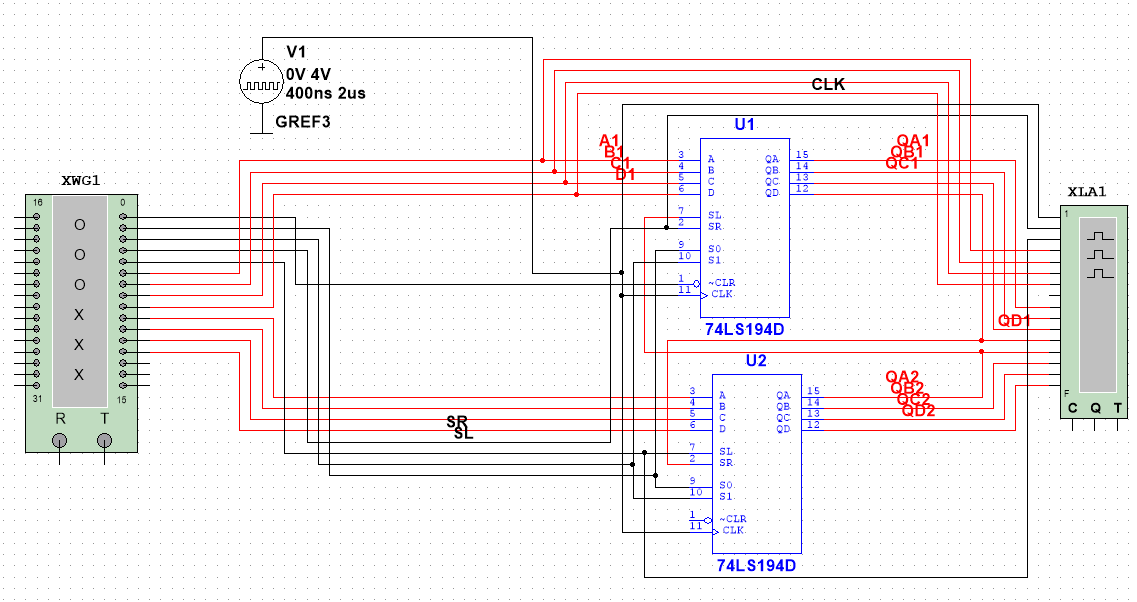 V1
0V 4V
400ns 2us
GREF3
CLK
U1
A1
B1
C1
D1
QA1
QB1
QC1
3 A QA 15
4 B QB 14
5 C QC 13
6 D QD 12
7 SL
2 SR
9 S0
10 S1
1 ~CLR
11 CLK
74LS194D
XWG1
16 0
O
O
O
X
X
X
31 15
R T
XLA1
1
F
C Q T
QD1
U2
QA2
QB2
QC2
QD2
SR
SL
3 A QA 15
4 B QB 14
5 C QC 13
6 D QD 12
7 SL
2 SR
9 S0
10 S1
1 ~CLR
11 CLK
74LS194D